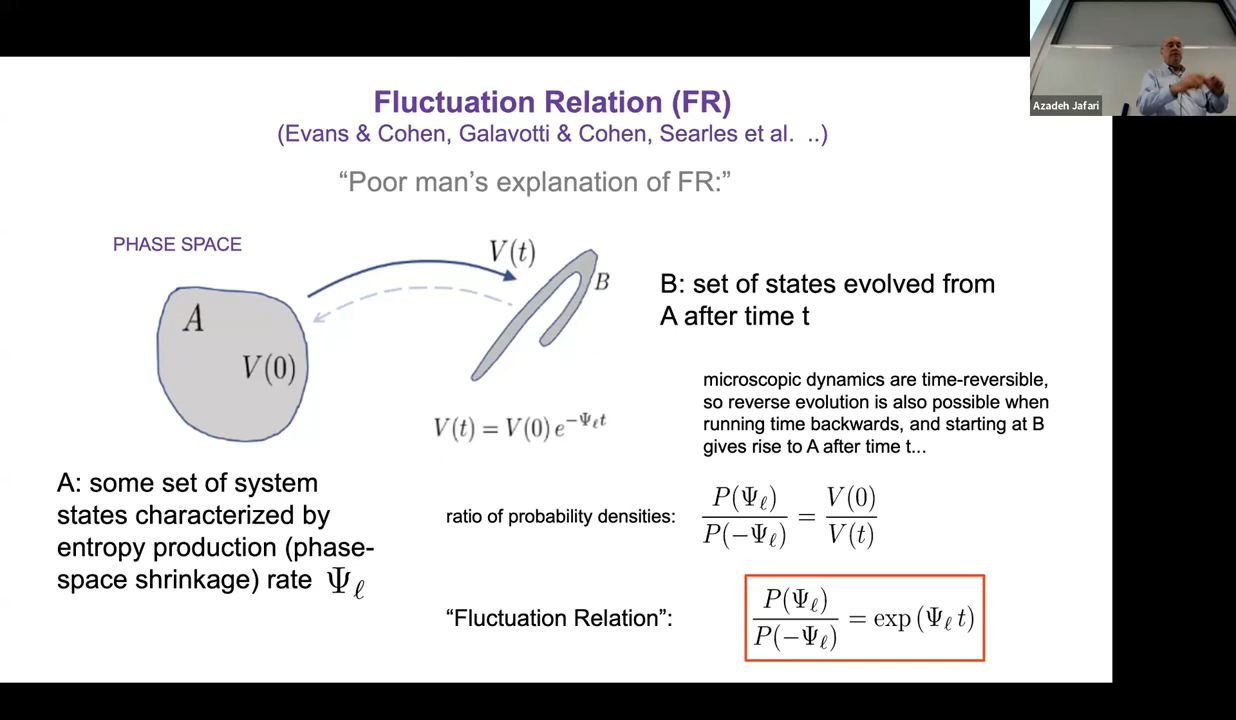 Azadeh Jafari
Fluctuation Relation (FR)
(Evans & Cohen, Galavotti & Cohen, Searles et al. ..)
“Poor man’s explanation of FR:”
PHASE SPACE
V(t)
B
A
V(0)
V(t) = V(0) e^{−Ψ_ℓ t}
B: set of states evolved from
A after time t
microscopic dynamics are time-reversible,
so reverse evolution is also possible when
running time backwards, and starting at B
gives rise to A after time t...
A: some set of system
states characterized by
entropy production (phase-
space shrinkage) rate Ψ_ℓ
ratio of probability densities: P(Ψ_ℓ) / P(−Ψ_ℓ) = V(0) / V(t)
“Fluctuation Relation”: P(Ψ_ℓ) / P(−Ψ_ℓ) = exp (Ψ_ℓ t)